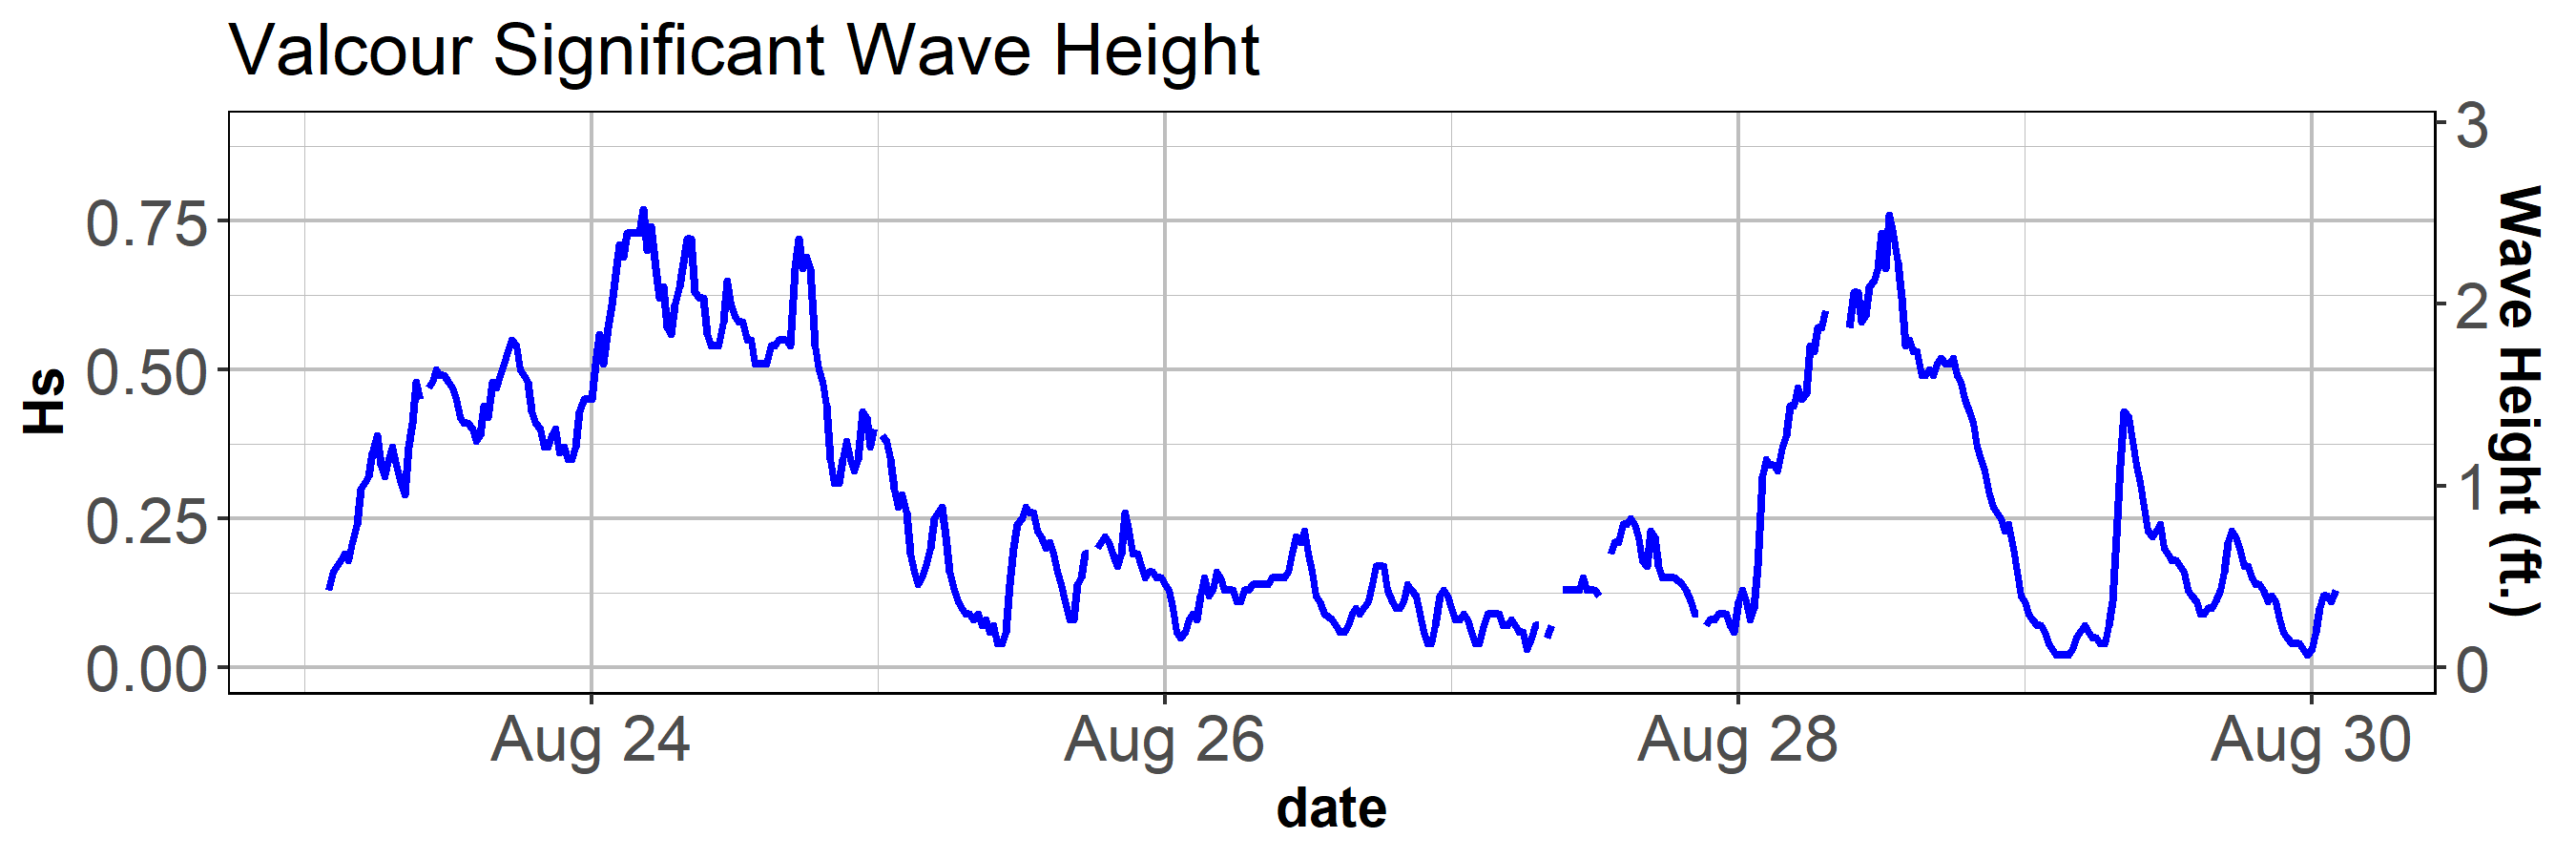 Valcour Significant Wave Height
Hs
0.75
0.50
0.25
0.00
3
2
1
0
Wave Height (ft.)
Aug 24
Aug 26
Aug 28
Aug 30
date